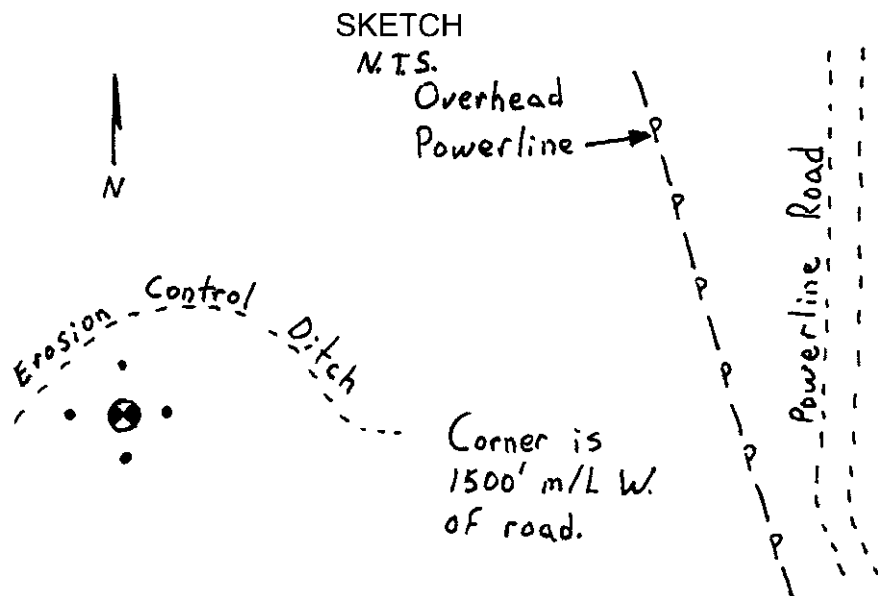 SKETCH
N.T.S.
Overhead
Powerline
N
Powerline Road
Erosion Control Ditch
Corner is
1500' m/L W.
of road.
P
P
P
P
P
P